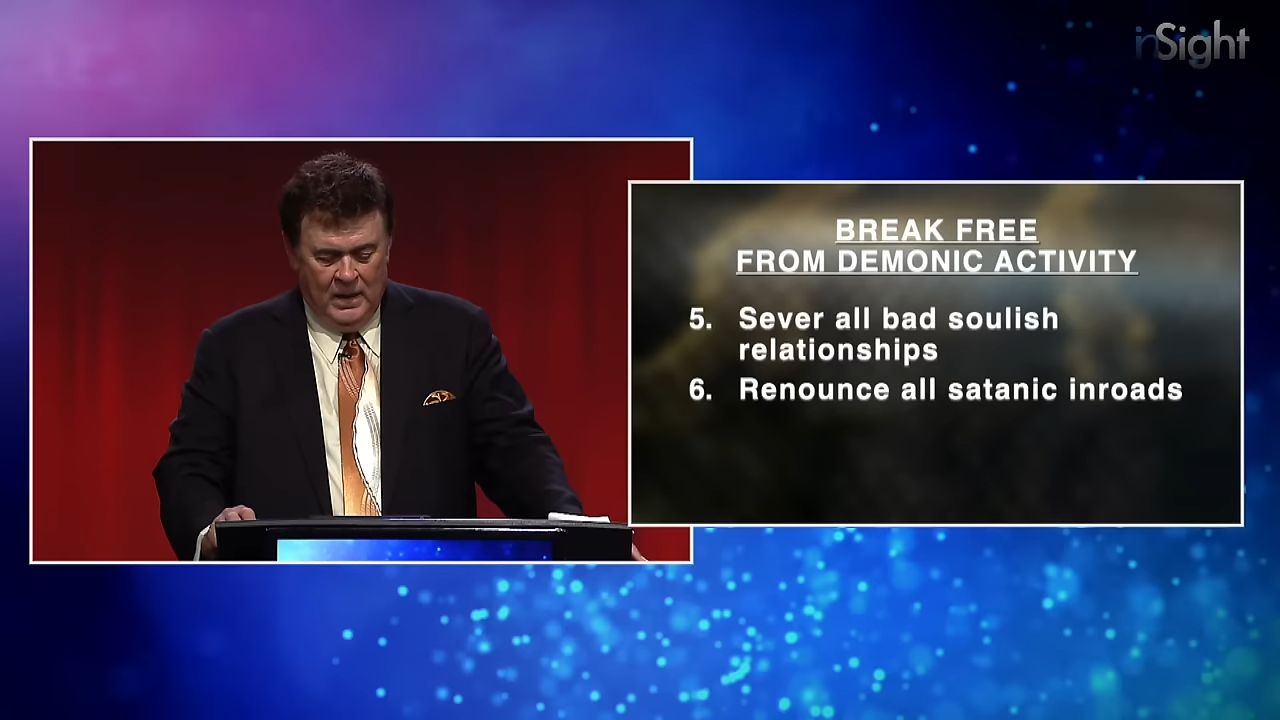 inSight
BREAK FREE
FROM DEMONIC ACTIVITY
5. Sever all bad soulish
relationships
6. Renounce all satanic inroads